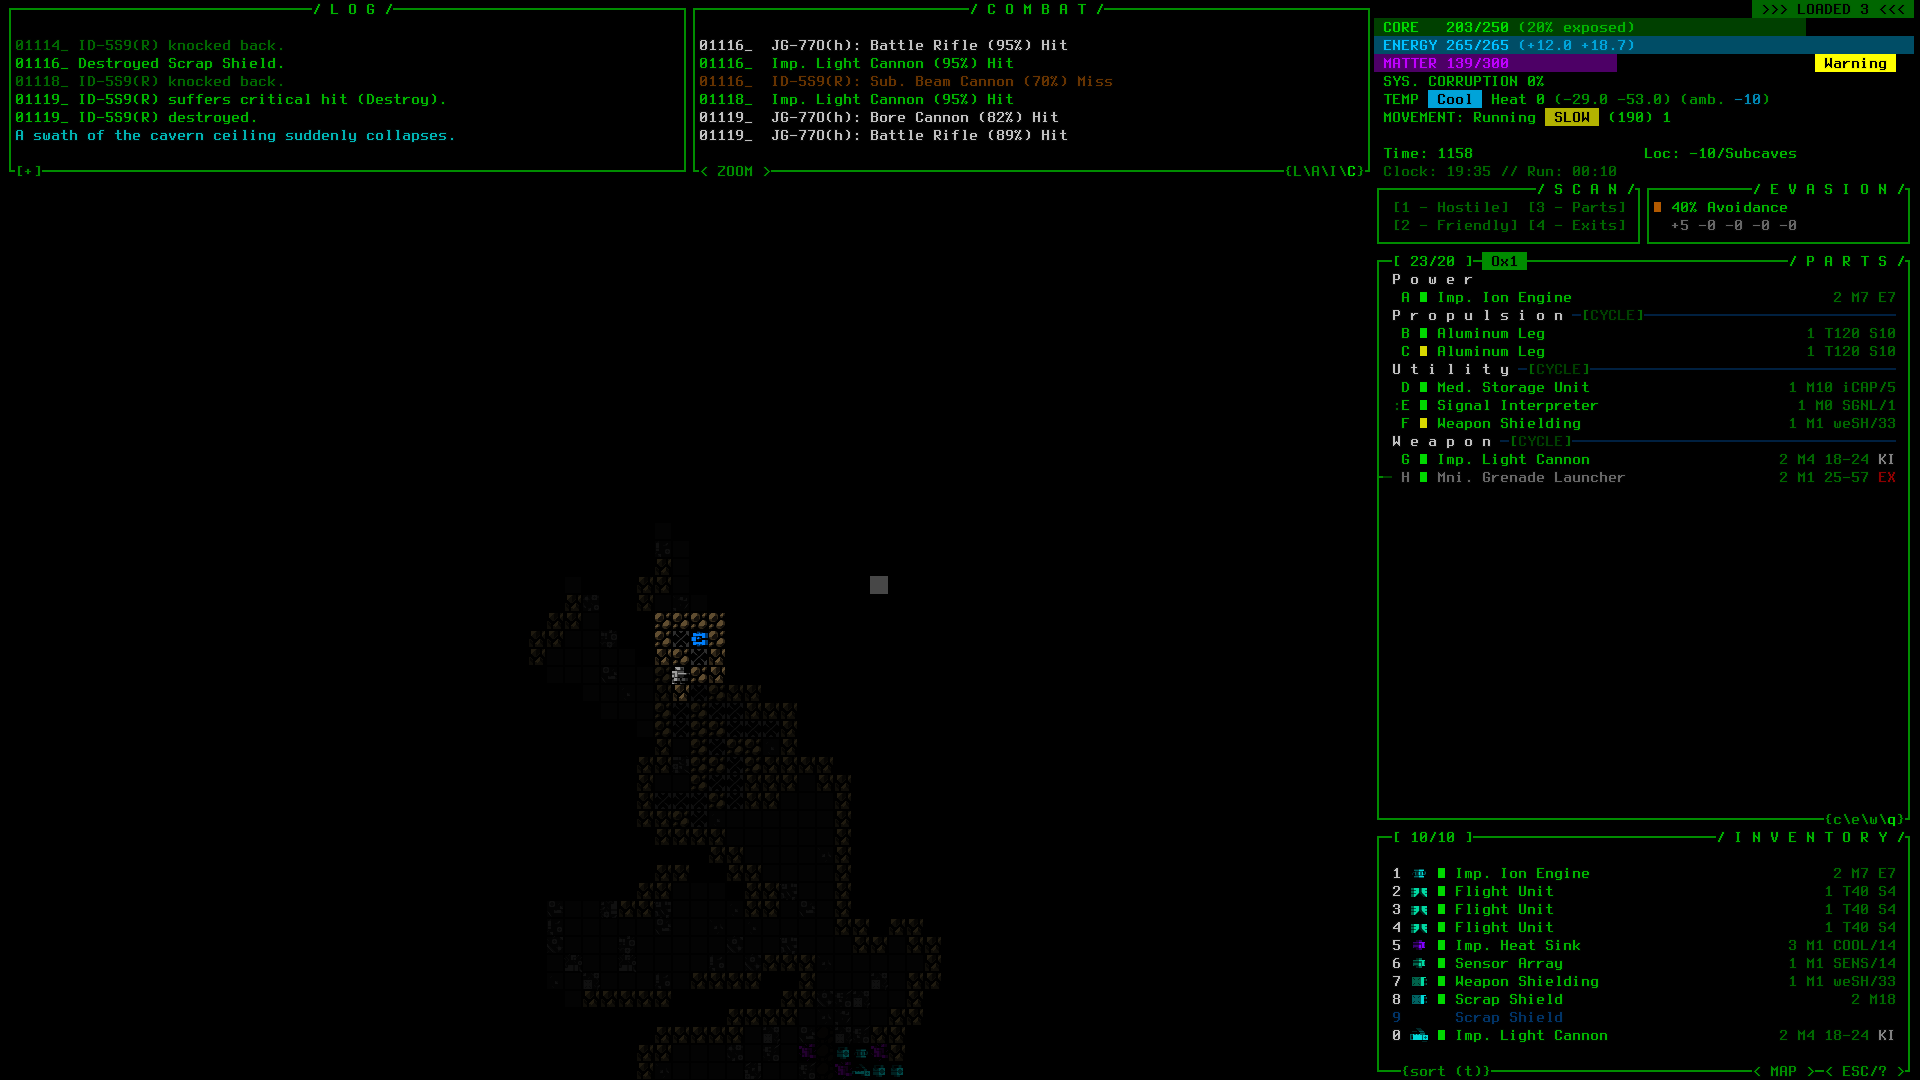 / L O G /
01114_ ID-5S9(R) knocked back.
01116_ Destroyed Scrap Shield.
01118_ ID-5S9(R) knocked back.
01119_ ID-5S9(R) suffers critical hit (Destroy).
01119_ ID-5S9(R) destroyed.
A swath of the cavern ceiling suddenly collapses.
[+]
/ C O M B A T /
01116_ JG-77O(h): Battle Rifle (95%) Hit
01116_ Imp. Light Cannon (95%) Hit
01116_ ID-5S9(R): Sub. Beam Cannon (70%) Miss
01118_ Imp. Light Cannon (95%) Hit
01119_ JG-77O(h): Bore Cannon (82%) Hit
01119_ JG-77O(h): Battle Rifle (89%) Hit
< ZOOM > {L\A\I\C}
>>> LOADED 3 <<<
CORE 203/250 (20% exposed)
ENERGY 265/265 (+12.0 +18.7)
MATTER 139/300 Warning
SYS. CORRUPTION 0%
TEMP Cool Heat 0 (-29.0 -53.0) (amb. -10)
MOVEMENT: Running SLOW (190) 1
Time: 1158 Loc: -10/Subcaves
Clock: 19:35 // Run: 00:10
/ S C A N /
[1 - Hostile] [3 - Parts]
[2 - Friendly] [4 - Exits]
/ E V A S I O N /
40% Avoidance
+5 -0 -0 -0 -0
[ 23/20 ] 0x1 / P A R T S /
P o w e r
A Imp. Ion Engine 2 M7 E7
P r o p u l s i o n [CYCLE]
B Aluminum Leg 1 T120 S10
C Aluminum Leg 1 T120 S10
U t i l i t y [CYCLE]
D Med. Storage Unit 1 M10 iCAP/5
:E Signal Interpreter 1 M0 SGNL/1
F Weapon Shielding 1 M1 weSH/33
W e a p o n [CYCLE]
G Imp. Light Cannon 2 M4 18-24 KI
H Mni. Grenade Launcher 2 M1 25-57 EX
{c\e\w\q}
[ 10/10 ] / I N V E N T O R Y /
1 Imp. Ion Engine 2 M7 E7
2 Flight Unit 1 T40 S4
3 Flight Unit 1 T40 S4
4 Flight Unit 1 T40 S4
5 Imp. Heat Sink 3 M1 COOL/14
6 Sensor Array 1 M1 SENS/14
7 Weapon Shielding 1 M1 weSH/33
8 Scrap Shield 2 M18
9 Scrap Shield
0 Imp. Light Cannon 2 M4 18-24 KI
{sort (t)} < MAP > < ESC/? >